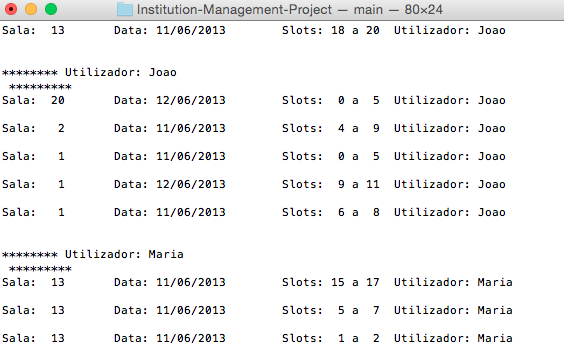 Institution-Management-Project — main — 80×24
Sala:  13       Data: 11/06/2013        Slots: 18 a 20  Utilizador: Joao
******** Utilizador: Joao
*********
Sala:  20       Data: 12/06/2013        Slots:  0 a  5  Utilizador: Joao
Sala:   2       Data: 11/06/2013        Slots:  4 a  9  Utilizador: Joao
Sala:   1       Data: 11/06/2013        Slots:  0 a  5  Utilizador: Joao
Sala:   1       Data: 12/06/2013        Slots:  9 a 11  Utilizador: Joao
Sala:   1       Data: 11/06/2013        Slots:  6 a  8  Utilizador: Joao
******** Utilizador: Maria
*********
Sala:  13       Data: 11/06/2013        Slots: 15 a 17  Utilizador: Maria
Sala:  13       Data: 11/06/2013        Slots:  5 a  7  Utilizador: Maria
Sala:  13       Data: 11/06/2013        Slots:  1 a  2  Utilizador: Maria